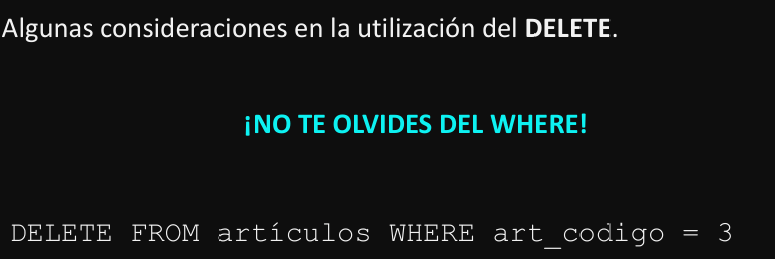 Algunas consideraciones en la utilización del DELETE.
¡NO TE OLVIDES DEL WHERE!
DELETE FROM artículos WHERE art_codigo = 3